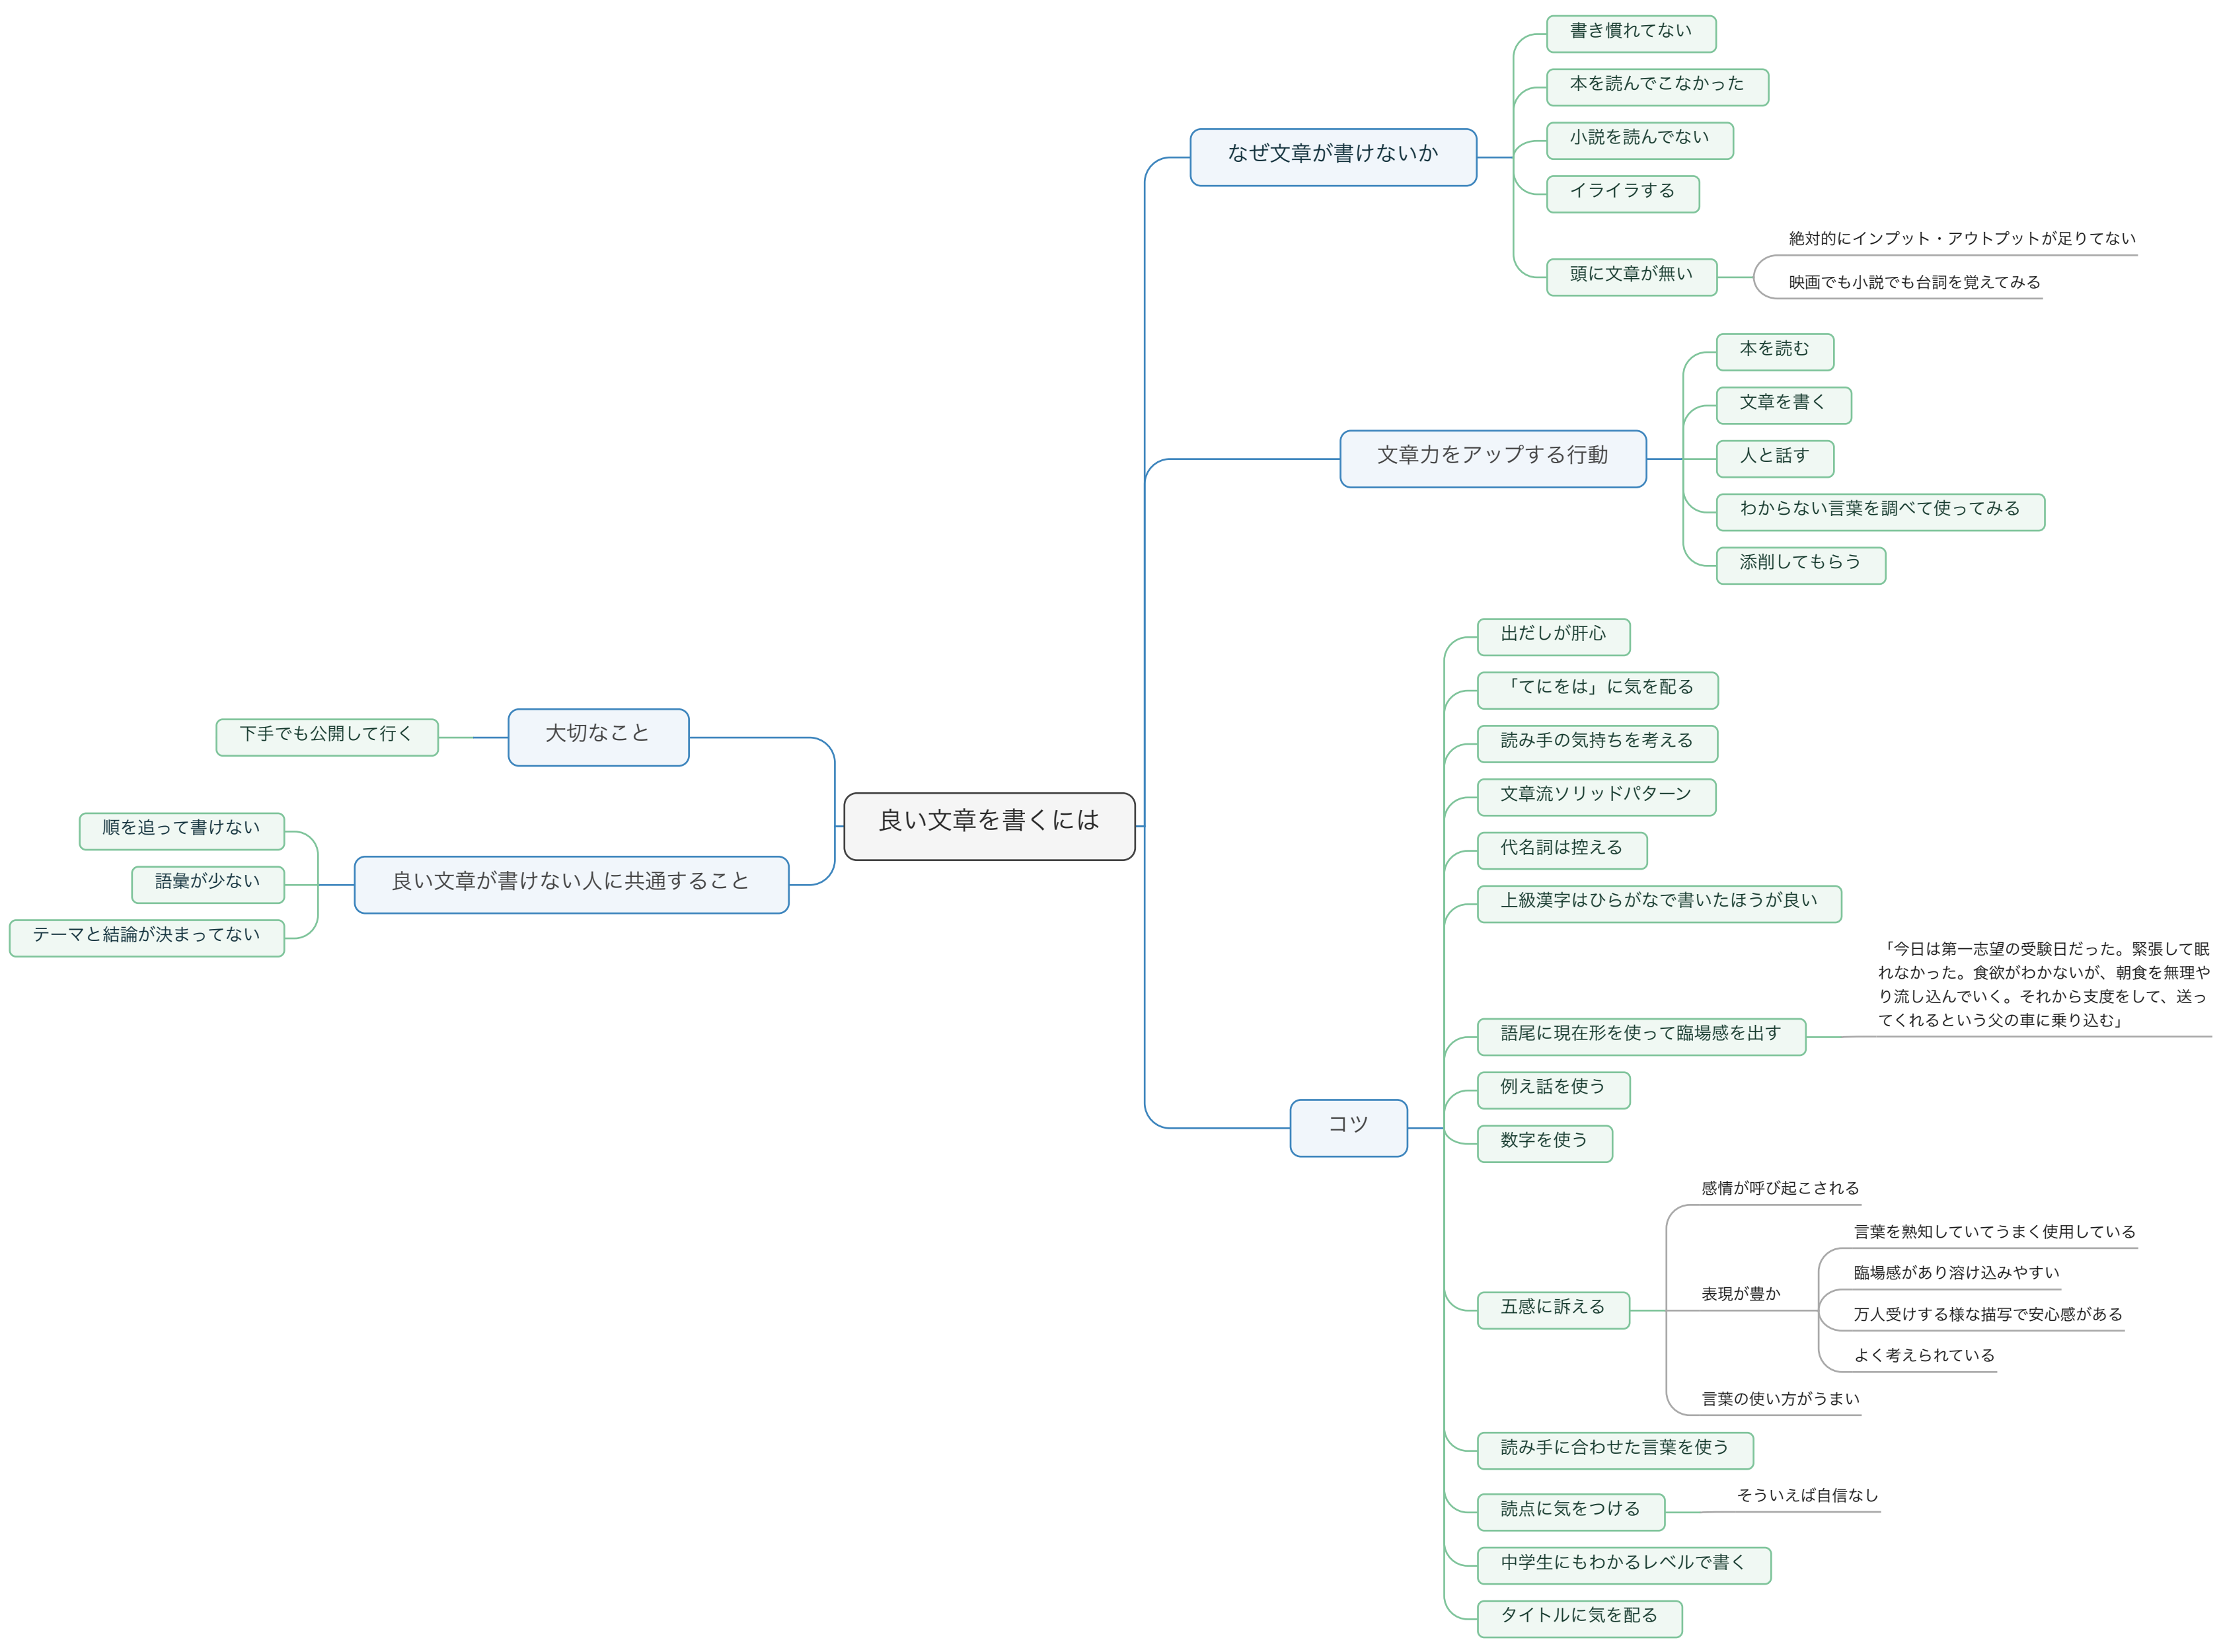 良い文章を書くには
なぜ文章が書けないか
書き慣れてない
本を読んでこなかった
小説を読んでない
イライラする
頭に文章が無い
絶対的にインプット・アウトプットが足りてない
映画でも小説でも台詞を覚えてみる
文章力をアップする行動
本を読む
文章を書く
人と話す
わからない言葉を調べて使ってみる
添削してもらう
コツ
出だしが肝心
「てにをは」に気を配る
読み手の気持ちを考える
文章流ソリッドパターン
代名詞は控える
上級漢字はひらがなで書いたほうが良い
語尾に現在形を使って臨場感を出す
「今日は第一志望の受験日だった。緊張して眠
れなかった。食欲がわかないが、朝食を無理や
り流し込んでいく。それから支度をして、送っ
てくれるという父の車に乗り込む」
例え話を使う
数字を使う
五感に訴える
感情が呼び起こされる
表現が豊か
言葉を熟知していてうまく使用している
臨場感があり溶け込みやすい
万人受けする様な描写で安心感がある
よく考えられている
言葉の使い方がうまい
読み手に合わせた言葉を使う
読点に気をつける
そういえば自信なし
中学生にもわかるレベルで書く
タイトルに気を配る
大切なこと
下手でも公開して行く
良い文章が書けない人に共通すること
順を追って書けない
語彙が少ない
テーマと結論が決まってない